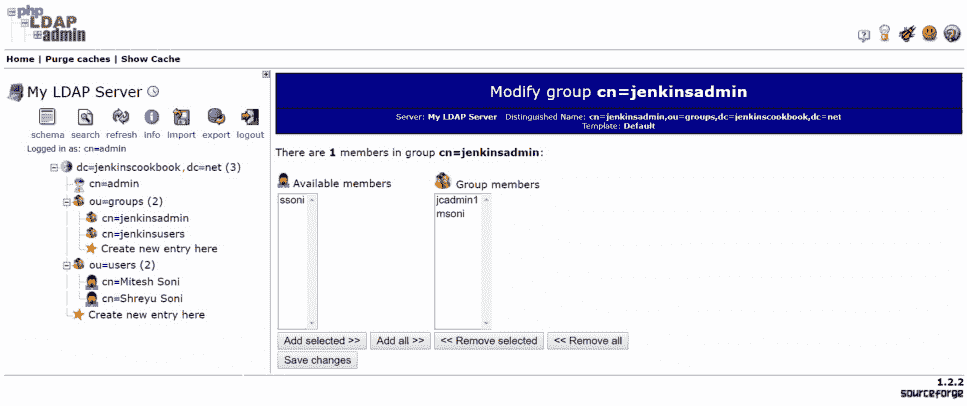 php
LDAP
admin
Home | Purge caches | Show Cache
My LDAP Server
schema search refresh info import export logout
Logged in as: cn=admin
dc=jenkinscookbook,dc=net (3)
cn=admin
ou=groups (2)
cn=jenkinsadmin
cn=jenkinsusers
Create new entry here
ou=users (2)
cn=Mitesh Soni
cn=Shreyu Soni
Create new entry here
Modify group cn=jenkinsadmin
Server: My LDAP Server Distinguished Name: cn=jenkinsadmin,ou=groups,dc=jenkinscookbook,dc=net
Template: Default
There are 1 members in group cn=jenkinsadmin:
Available members Group members
ssoni
jcadmin1
msoni
Add selected >> Add all >> << Remove selected << Remove all
Save changes
1.2.2
sourceforge